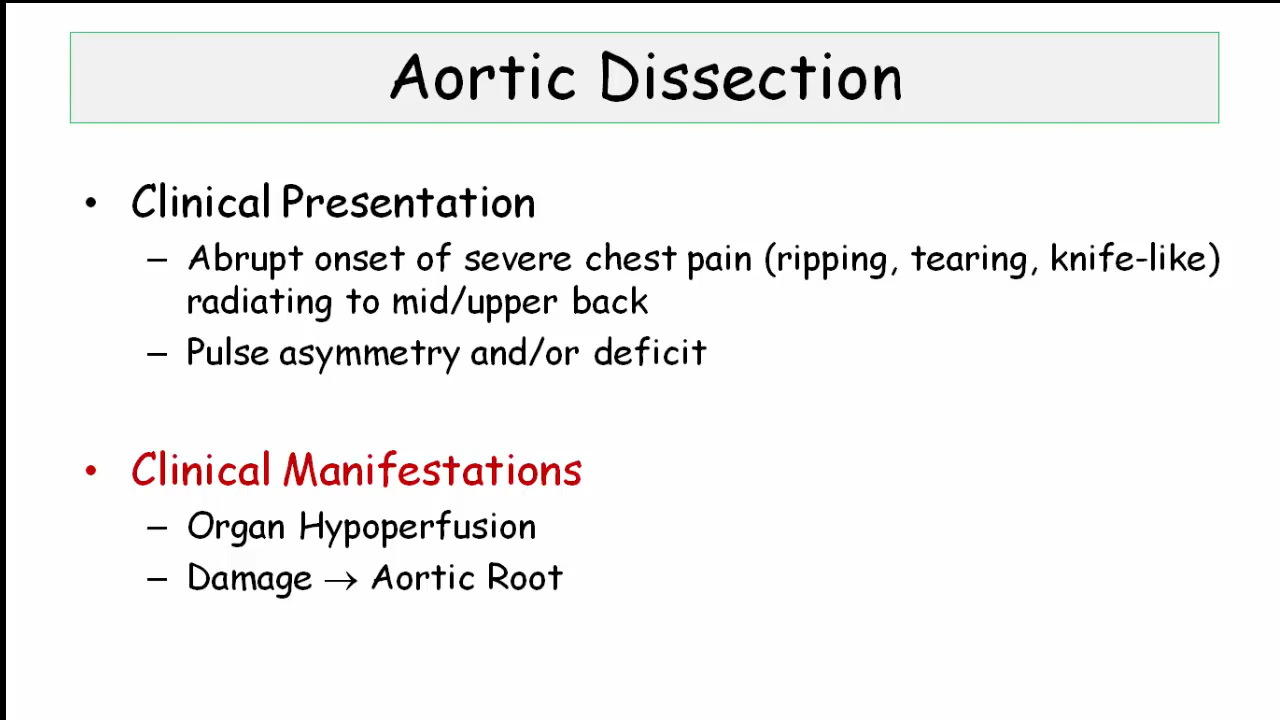 Aortic Dissection
• Clinical Presentation
– Abrupt onset of severe chest pain (ripping, tearing, knife-like)
radiating to mid/upper back
– Pulse asymmetry and/or deficit
• Clinical Manifestations
– Organ Hypoperfusion
– Damage → Aortic Root